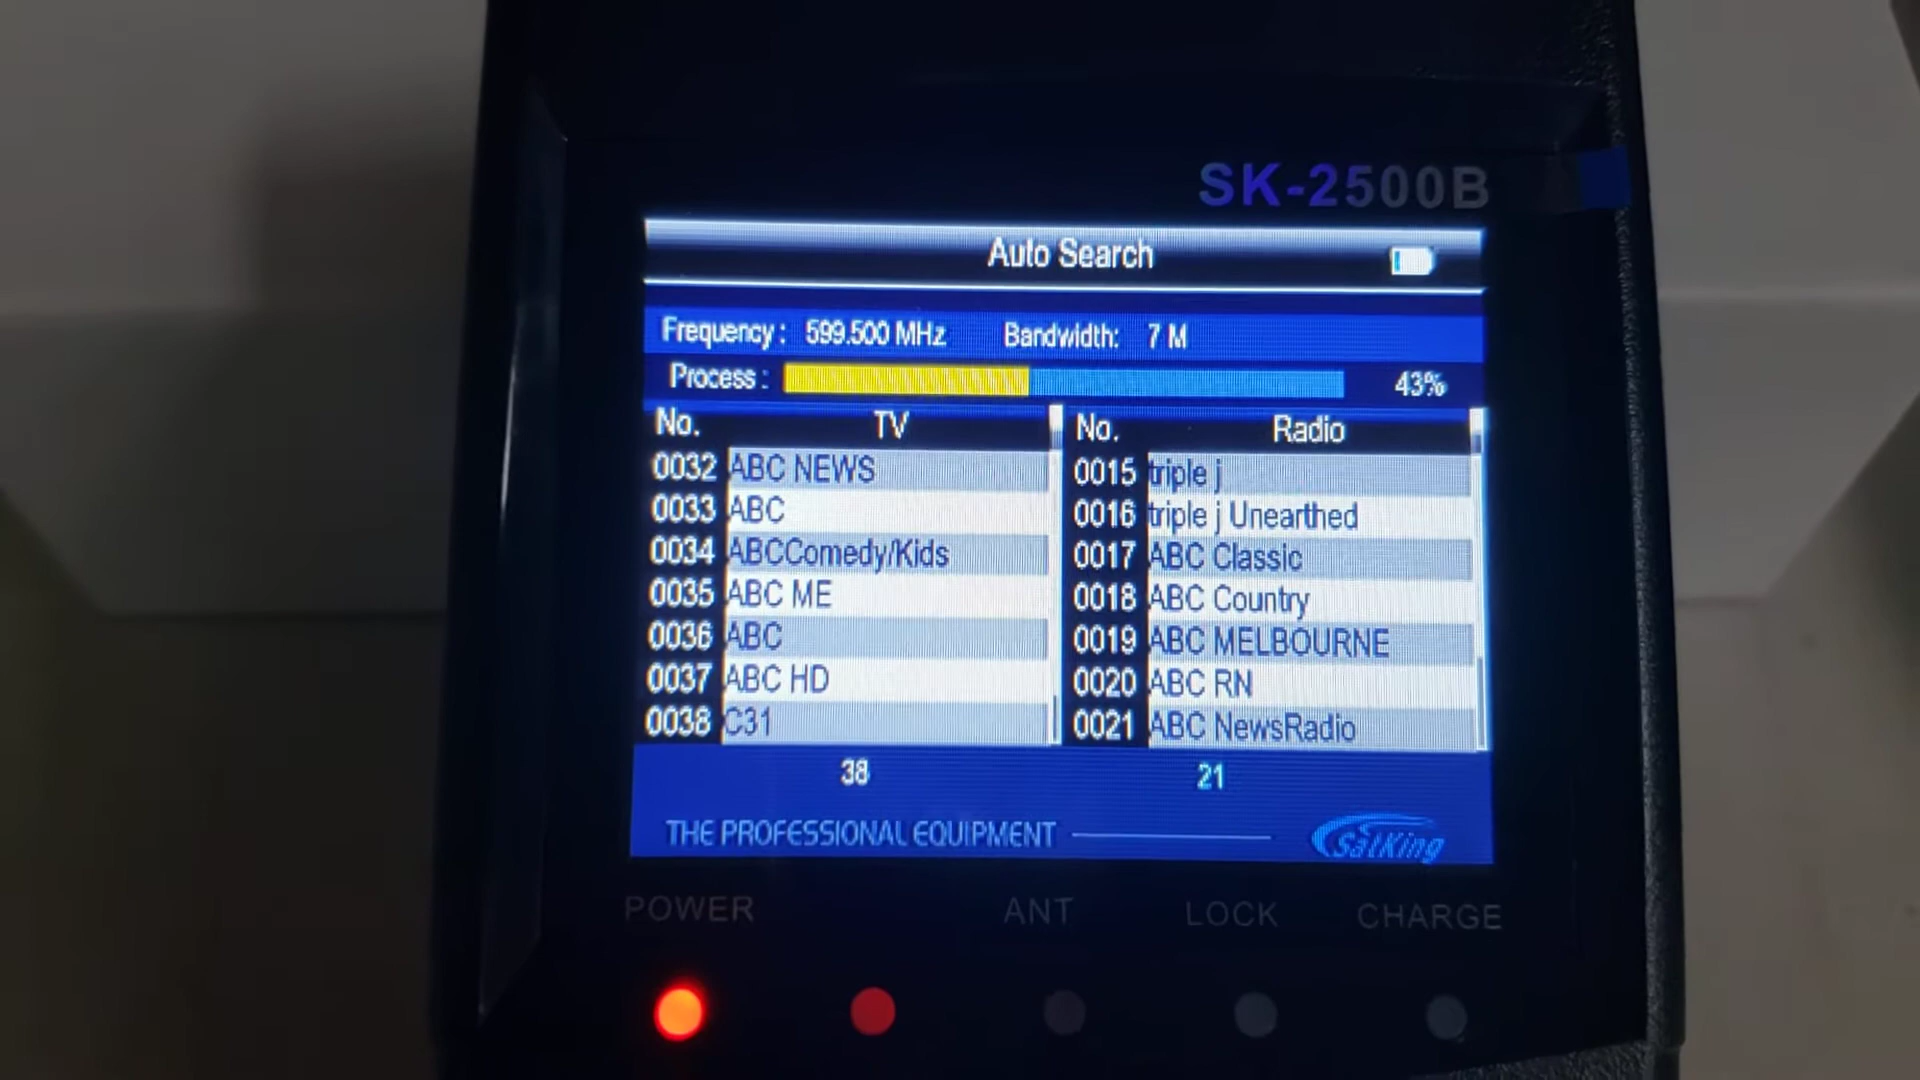 SK-2500B
Auto Search
Frequency : 599.500 MHz Bandwidth: 7 M
Process : 43%
No. TV No. Radio
0032 ABC NEWS 0015 triple j
0033 ABC 0016 triple j Unearthed
0034 ABCComedy/Kids 0017 ABC Classic
0035 ABC ME 0018 ABC Country
0036 ABC 0019 ABC MELBOURNE
0037 ABC HD 0020 ABC RN
0038 C31 0021 ABC NewsRadio
38 21
THE PROFESSIONAL EQUIPMENT SatKing
POWER ANT LOCK CHARGE